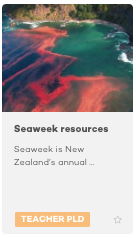 Seaweek resources
Seaweek is New
Zealand's annual ...
TEACHER PLD